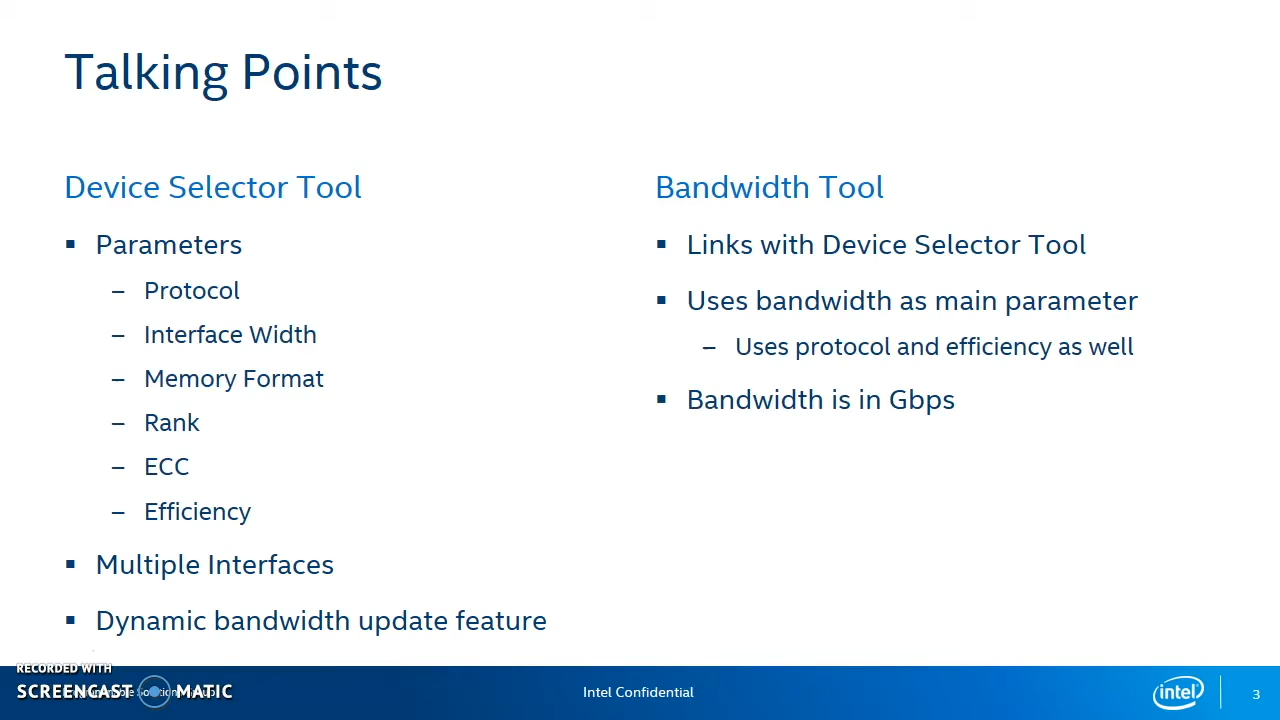 Talking Points
Device Selector Tool
▪ Parameters
– Protocol
– Interface Width
– Memory Format
– Rank
– ECC
– Efficiency
▪ Multiple Interfaces
▪ Dynamic bandwidth update feature
Bandwidth Tool
▪ Links with Device Selector Tool
▪ Uses bandwidth as main parameter
– Uses protocol and efficiency as well
▪ Bandwidth is in Gbps
RECORDED WITH
SCREENCAST MATIC
Intel Confidential
intel
3